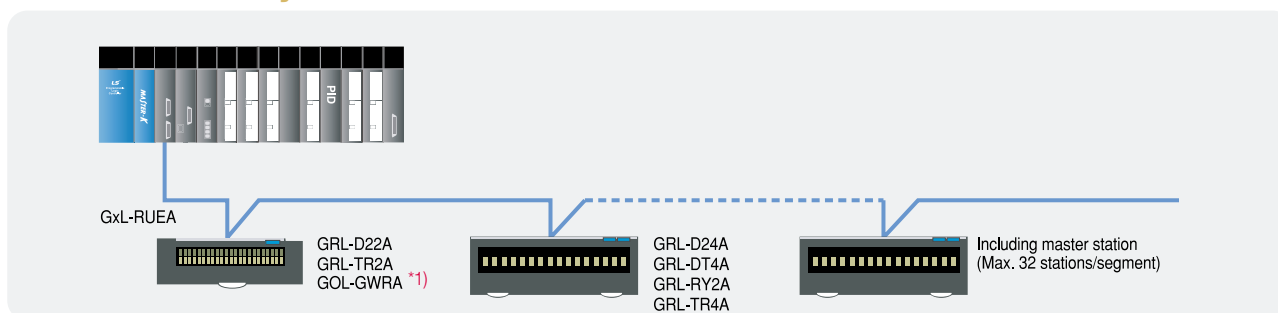 LS
MASTER-K
PID
GxL-RUEA
GRL-D22A
GRL-TR2A
GOL-GWRA *1)
GRL-D24A
GRL-DT4A
GRL-RY2A
GRL-TR4A
Including master station
(Max. 32 stations/segment)